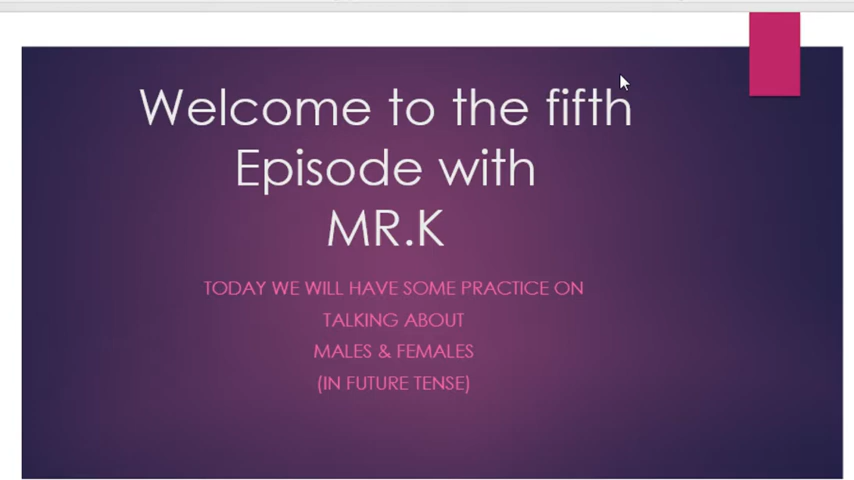 Welcome to the fifth
Episode with
MR.K
TODAY WE WILL HAVE SOME PRACTICE ON
TALKING ABOUT
MALES & FEMALES
(IN FUTURE TENSE)